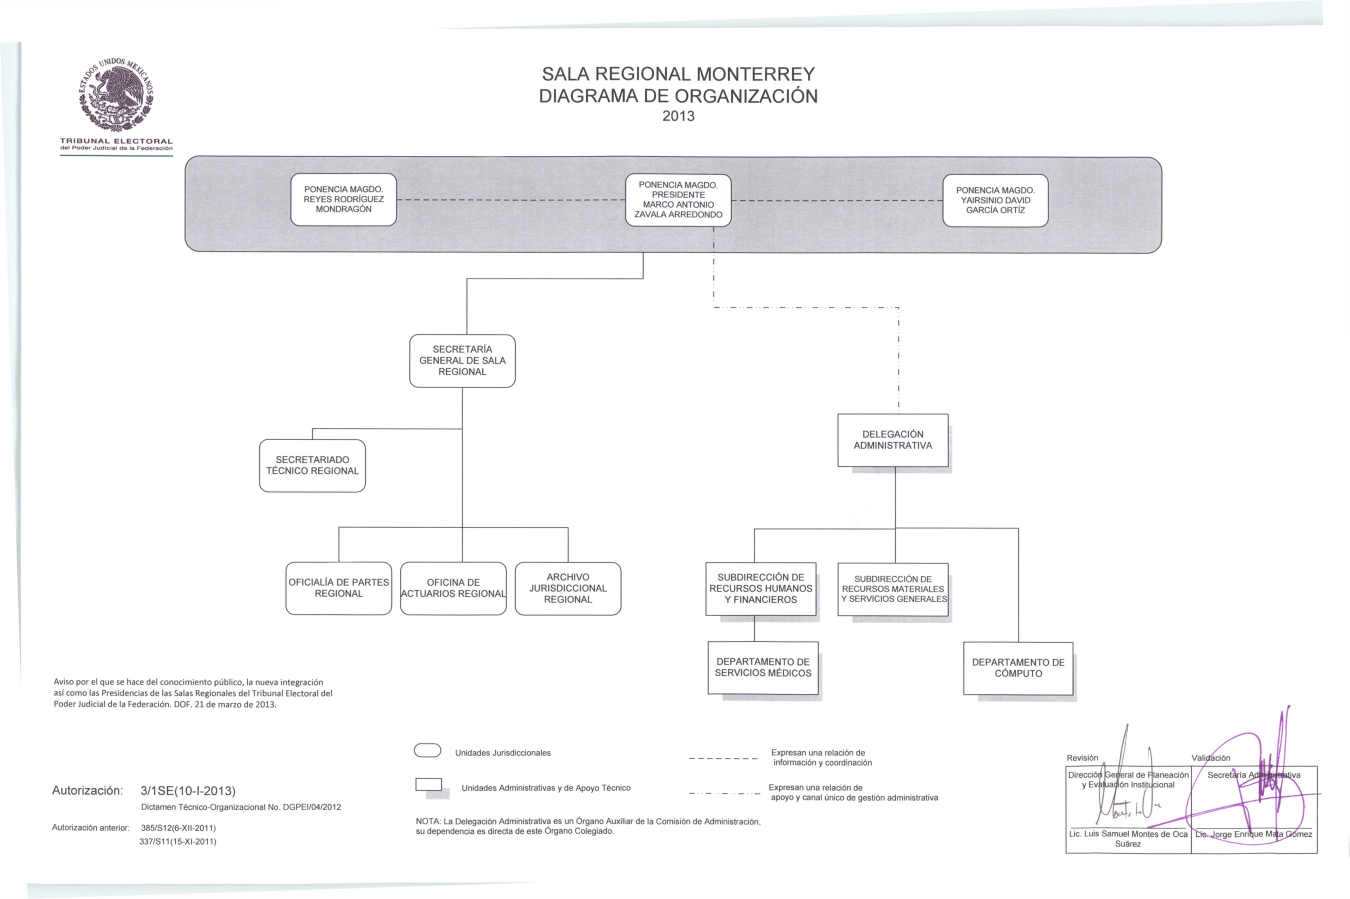 ESTADOS UNIDOS MEXICANOS
TRIBUNAL ELECTORAL
del Poder Judicial de la Federación
SALA REGIONAL MONTERREY
DIAGRAMA DE ORGANIZACIÓN
2013
PONENCIA MAGDO.
REYES RODRÍGUEZ
MONDRAGÓN
PONENCIA MAGDO.
PRESIDENTE
MARCO ANTONIO
ZAVALA ARREDONDO
PONENCIA MAGDO.
YAIRSINIO DAVID
GARCÍA ORTÍZ
SECRETARÍA
GENERAL DE SALA
REGIONAL
SECRETARIADO
TÉCNICO REGIONAL
DELEGACIÓN
ADMINISTRATIVA
OFICIALÍA DE PARTES
REGIONAL
OFICINA DE
ACTUARIOS REGIONAL
ARCHIVO
JURISDICCIONAL
REGIONAL
SUBDIRECCIÓN DE
RECURSOS HUMANOS
Y FINANCIEROS
SUBDIRECCIÓN DE
RECURSOS MATERIALES
Y SERVICIOS GENERALES
DEPARTAMENTO DE
SERVICIOS MÉDICOS
DEPARTAMENTO DE
CÓMPUTO
Aviso por el que se hace del conocimiento público, la nueva integración
así como las Presidencias de las Salas Regionales del Tribunal Electoral del
Poder Judicial de la Federación. DOF. 21 de marzo de 2013.
Autorización: 3/1SE(10-I-2013)
Dictamen Técnico-Organizacional No. DGPEI/04/2012
Autorización anterior: 385/S12(6-XII-2011)
337/S11(15-XI-2011)
Unidades Jurisdiccionales
Unidades Administrativas y de Apoyo Técnico
Expresan una relación de
información y coordinación
Expresan una relación de
apoyo y canal único de gestión administrativa
NOTA: La Delegación Administrativa es un Órgano Auxiliar de la Comisión de Administración,
su dependencia es directa de este Órgano Colegiado.
Revisión
Dirección General de Planeación
y Evaluación Institucional
Lic. Luis Samuel Montes de Oca
Suárez
Validación
Secretaría Administrativa
Lic. Jorge Enrique Mata Gómez